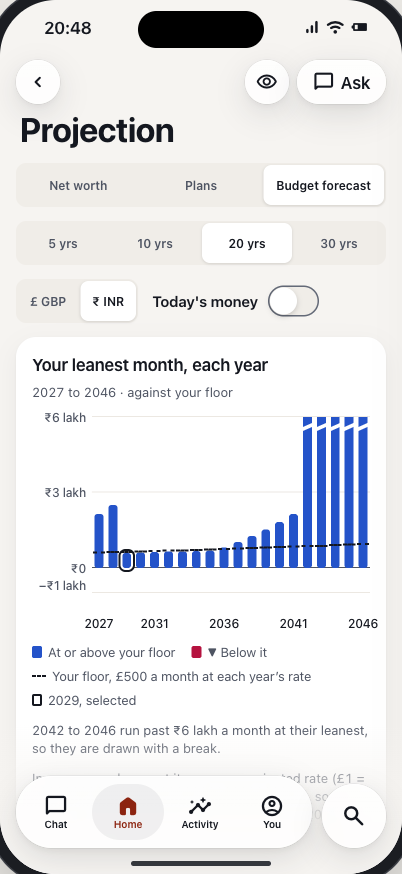 20:48
Ask
Projection
Net worth Plans Budget forecast
5 yrs 10 yrs 20 yrs 30 yrs
£ GBP ₹ INR Today's money
Your leanest month, each year
2027 to 2046 · against your floor
₹6 lakh
₹3 lakh
₹0
−₹1 lakh
2027 2031 2036 2041 2046
At or above your floor ▼ Below it
Your floor, £500 a month at each year’s rate
2029, selected
2042 to 2046 run past ₹6 lakh a month at their leanest,
so they are drawn with a break.
rate (£1 =
Chat Home Activity You